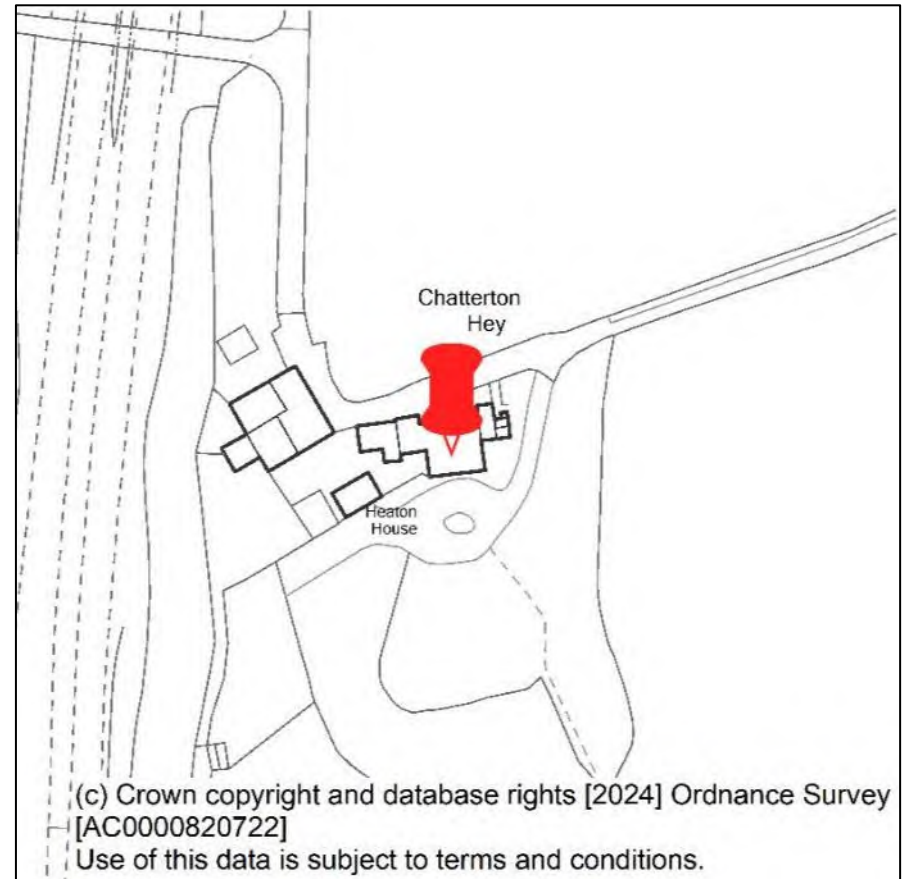 Chatterton
Hey
Heaton
House
(c) Crown copyright and database rights [2024] Ordnance Survey
[AC0000820722]
Use of this data is subject to terms and conditions.